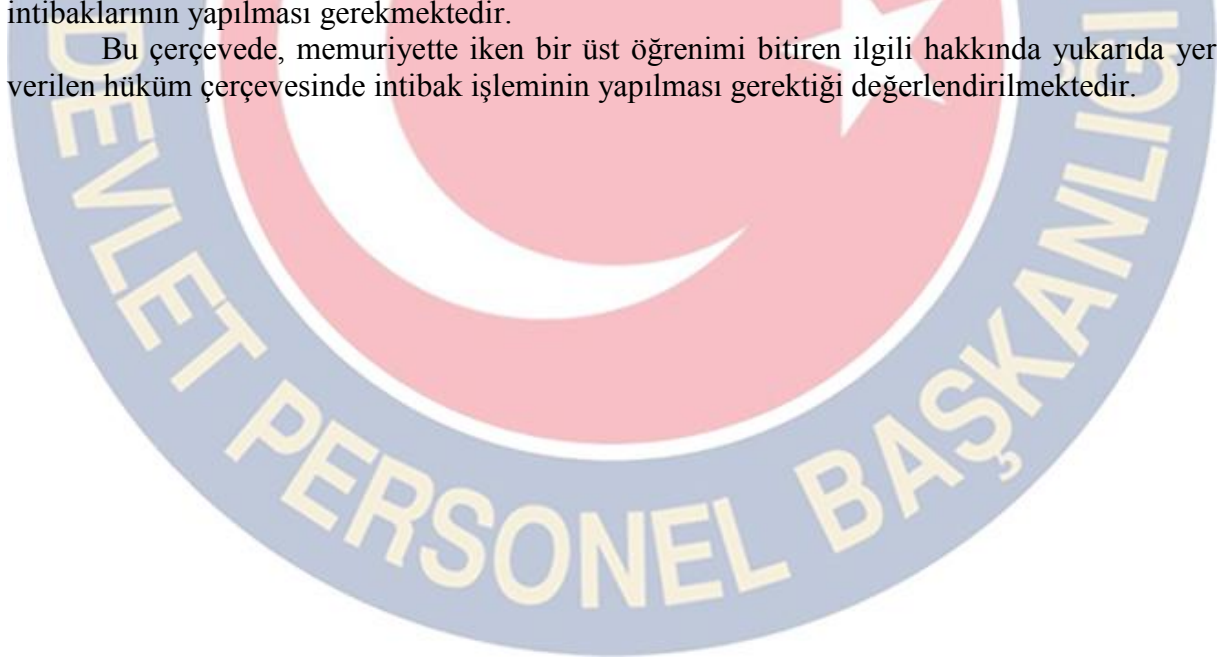 intibaklarının yapılması gerekmektedir.
Bu çerçevede, memuriyette iken bir üst öğrenimi bitiren ilgili hakkında yukarıda yer
verilen hüküm çerçevesinde intibak işleminin yapılması gerektiği değerlendirilmektedir.
DEVLET PERSONEL BAŞKANLIĞI